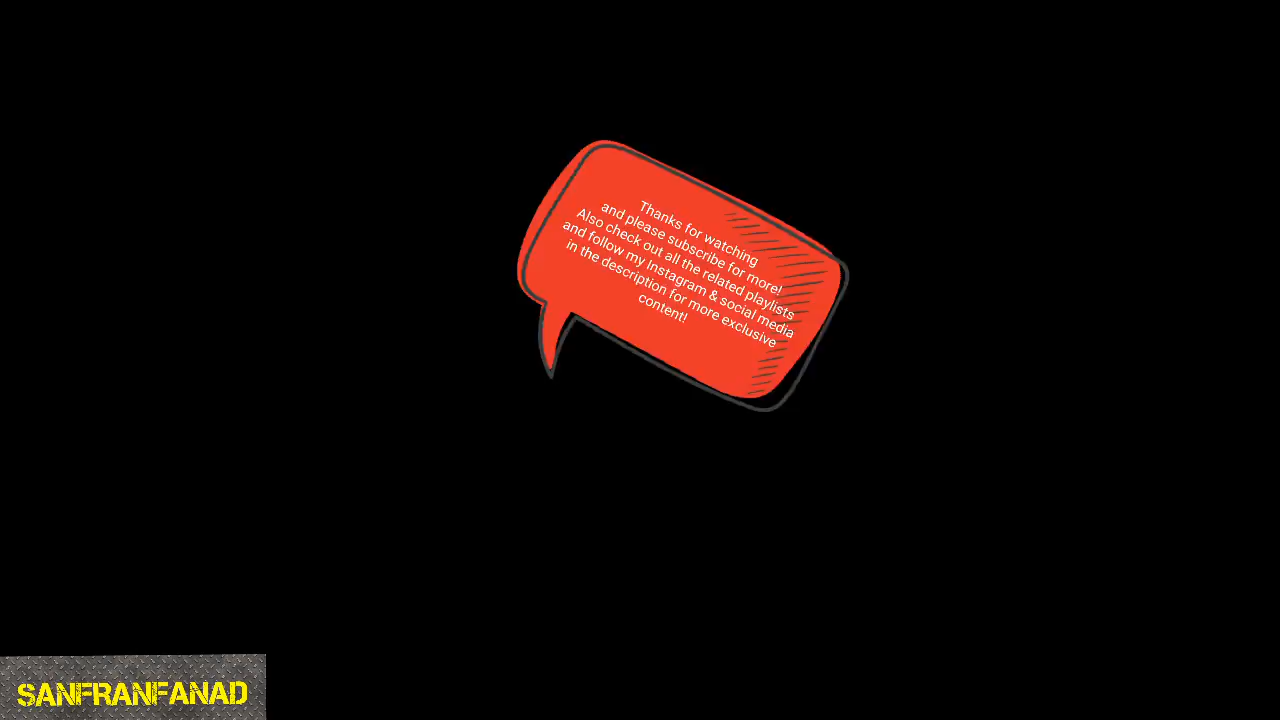 Thanks for watching
and please subscribe for more!
Also check out all the related playlists
and follow my Instagram & social media
in the description for more exclusive
content!
SANFRANFANAD